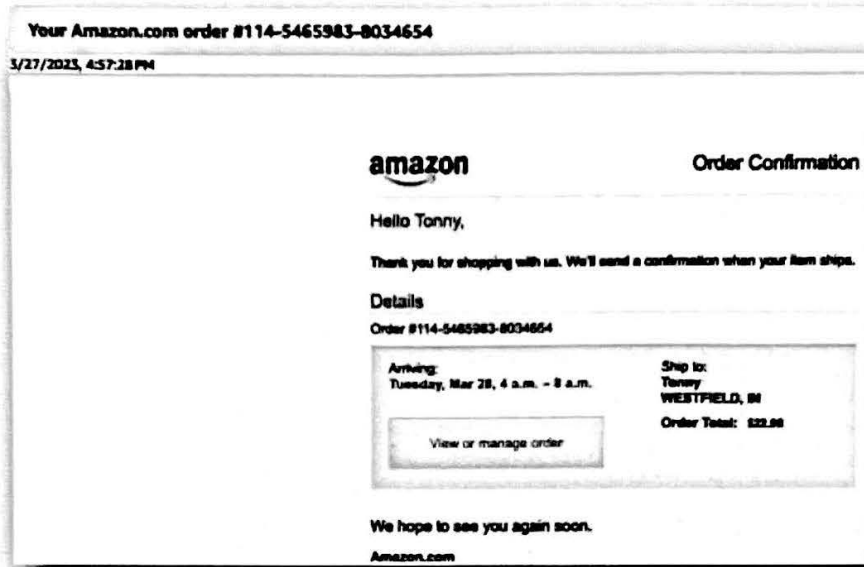 Your Amazon.com order #114-5465983-8034654
3/27/2023, 4:57:28 PM
amazon
Order Confirmation
Hello Tonny,
Thank you for shopping with us. We'll send a confirmation when your item ships.
Details
Order #114-5465983-8034654
Arriving:
Tuesday, Mar 28, 4 a.m. - 8 a.m.
Ship to:
Tonny
WESTFIELD, IN
Order Total:
View or manage order
We hope to see you again soon.
Amazon.com